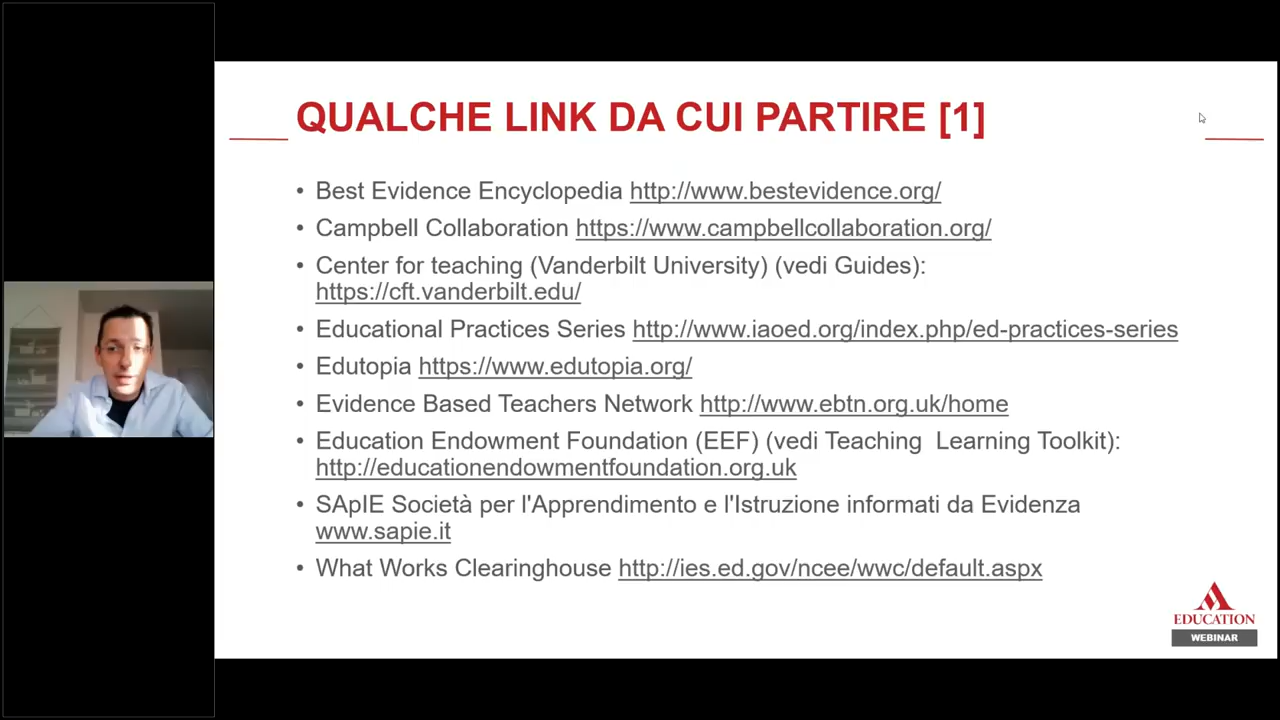 QUALCHE LINK DA CUI PARTIRE [1]
• Best Evidence Encyclopedia http://www.bestevidence.org/
• Campbell Collaboration https://www.campbellcollaboration.org/
• Center for teaching (Vanderbilt University) (vedi Guides):
https://cft.vanderbilt.edu/
• Educational Practices Series http://www.iaoed.org/index.php/ed-practices-series
• Edutopia https://www.edutopia.org/
• Evidence Based Teachers Network http://www.ebtn.org.uk/home
• Education Endowment Foundation (EEF) (vedi Teaching  Learning Toolkit):
http://educationendowmentfoundation.org.uk
• SApIE Società per l'Apprendimento e l'Istruzione informati da Evidenza
www.sapie.it
• What Works Clearinghouse http://ies.ed.gov/ncee/wwc/default.aspx
EDUCATION
WEBINAR